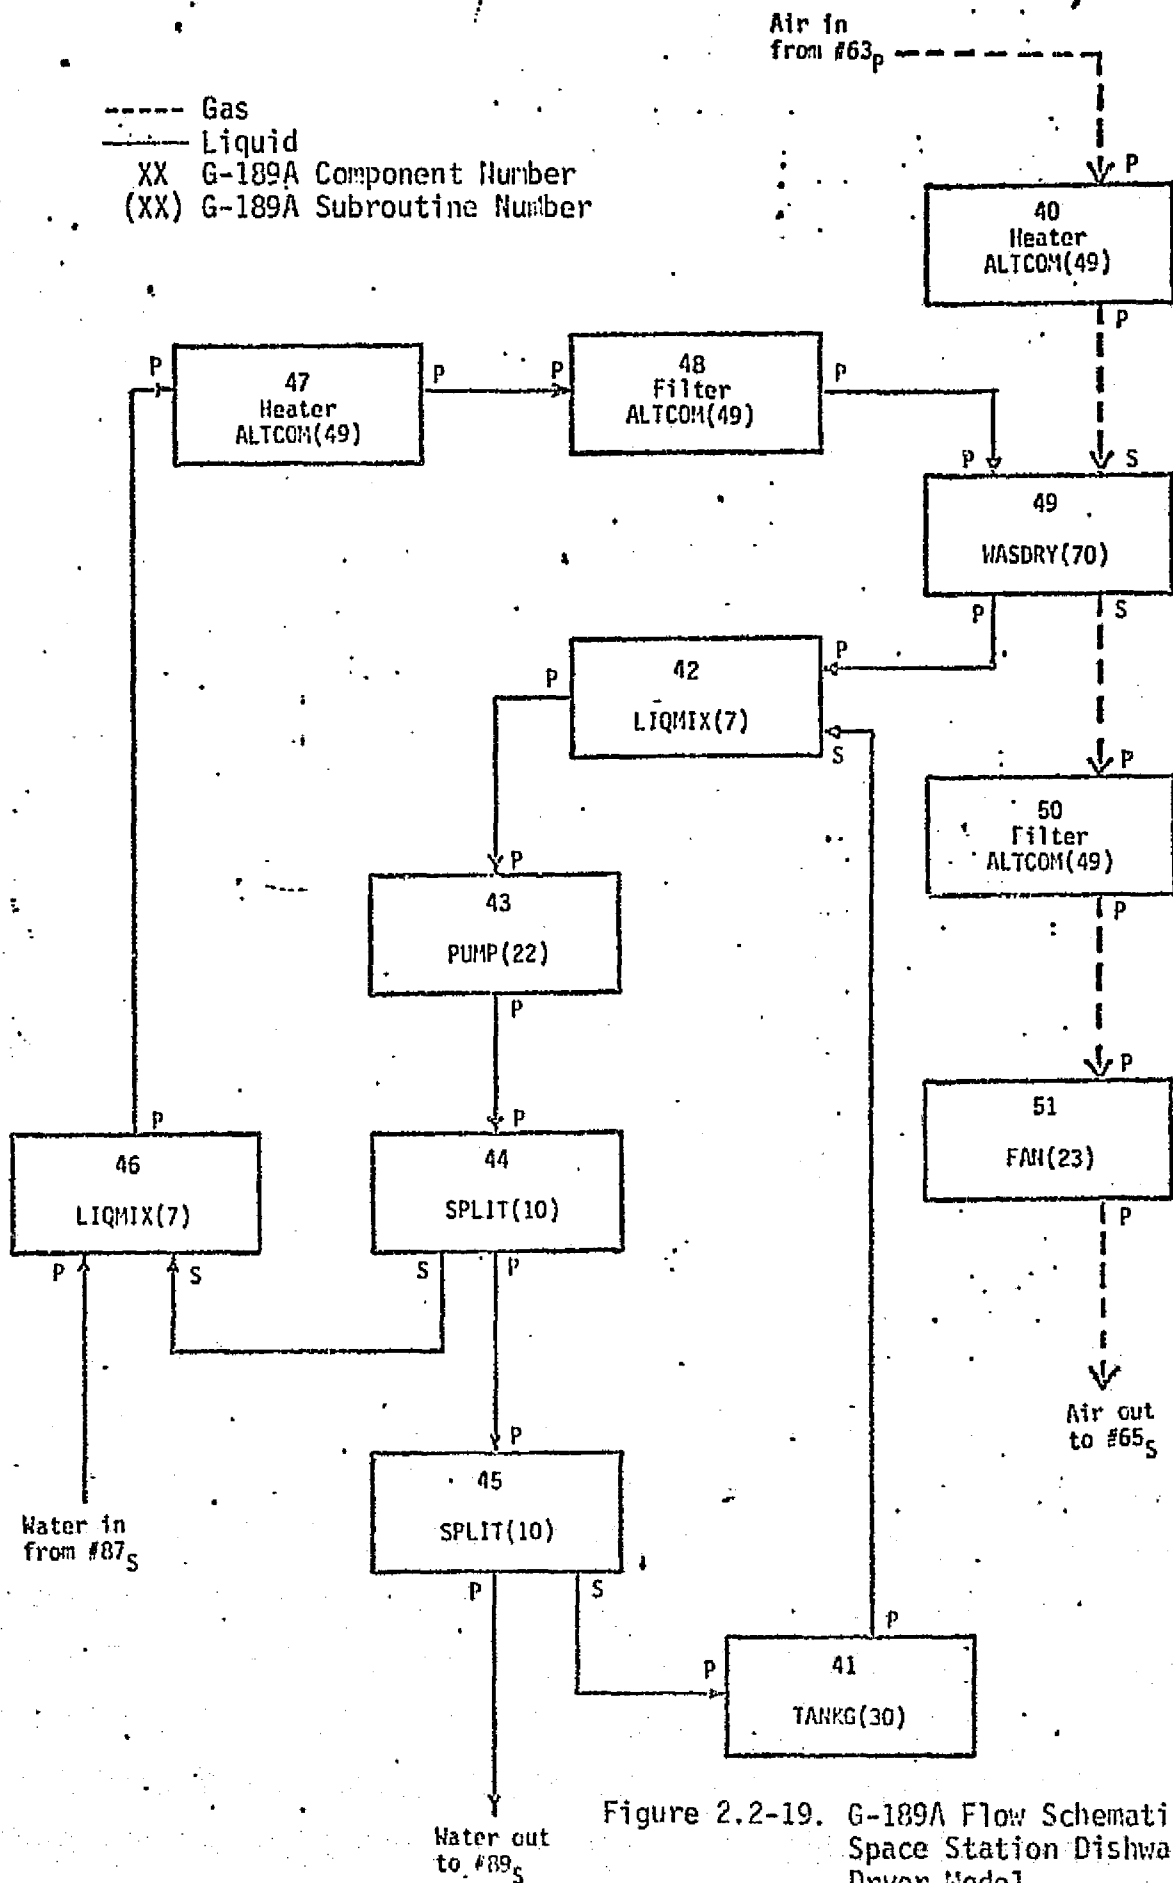 Air in
from #63P
Gas
Liquid
XX G-189A Component Number
(XX) G-189A Subroutine Number
P
40
Heater
ALTCOM(49)
P
P
47
Heater
ALTCOM(49)
P
P
48
Filter
ALTCOM(49)
P
P
S
49
WASDRY(70)
P
S
P
42
LIQMIX(7)
P
S
P
50
Filter
ALTCOM(49)
P
P
43
PUMP(22)
P
P
51
FAN(23)
P
P
46
LIQMIX(7)
P
S
P
44
SPLIT(10)
S
P
Air out
to #65S
P
45
SPLIT(10)
P
S
Water in
from #87S
P
P
41
TANKG(30)
Water out
to #89S
Figure 2.2-19. G-189A Flow Schemati
Space Station Dishwa
Dryer Model